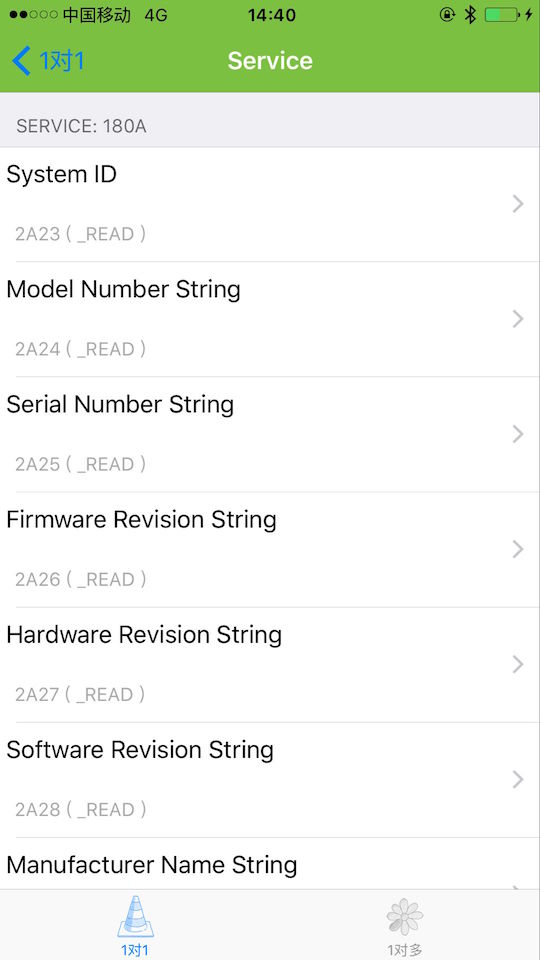 中国移动 4G 14:40
1对1 Service
SERVICE: 180A
System ID
2A23 ( _READ )
Model Number String
2A24 ( _READ )
Serial Number String
2A25 ( _READ )
Firmware Revision String
2A26 ( _READ )
Hardware Revision String
2A27 ( _READ )
Software Revision String
2A28 ( _READ )
Manufacturer Name String
1对1 1对多